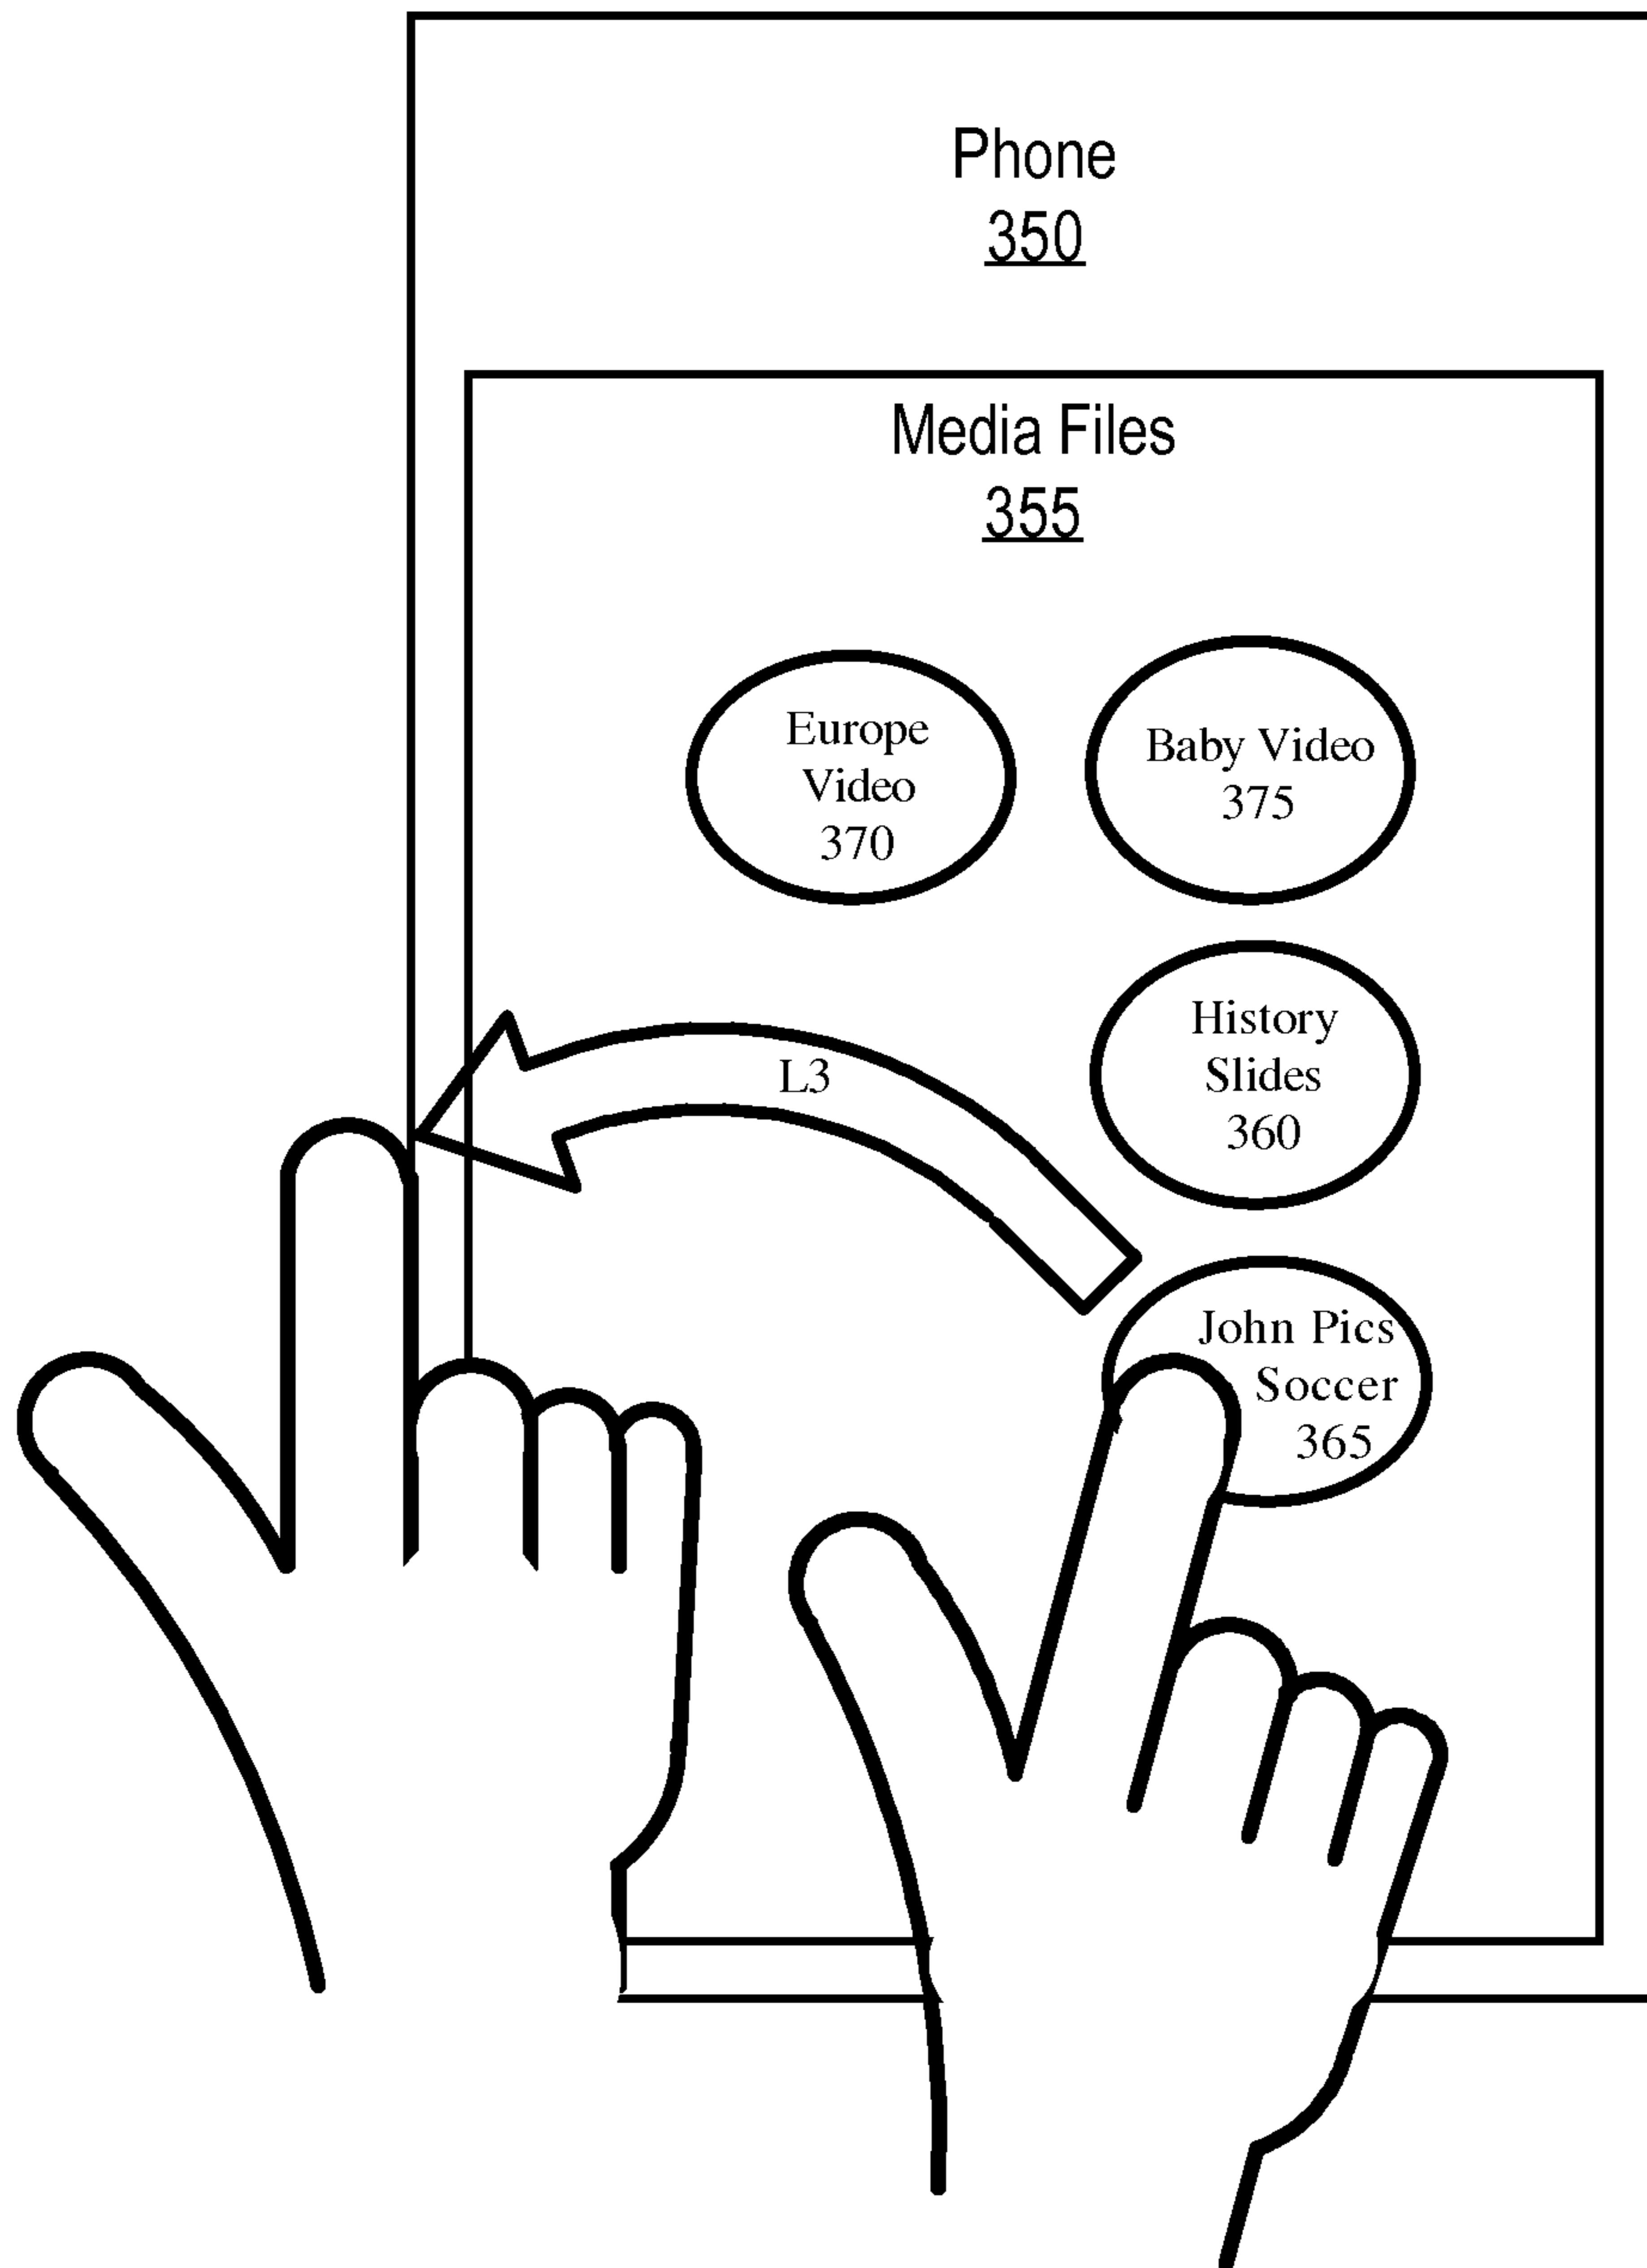 Phone
350
Media Files
355
Europe
Video
370
Baby Video
375
History
Slides
360
L3
John Pics
Soccer
365